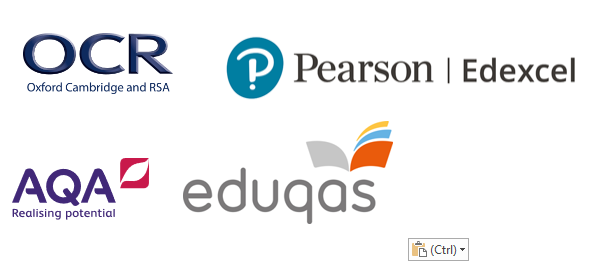 OCR
Oxford Cambridge and RSA
Pearson | Edexcel
AQA
Realising potential
eduqas
(Ctrl)